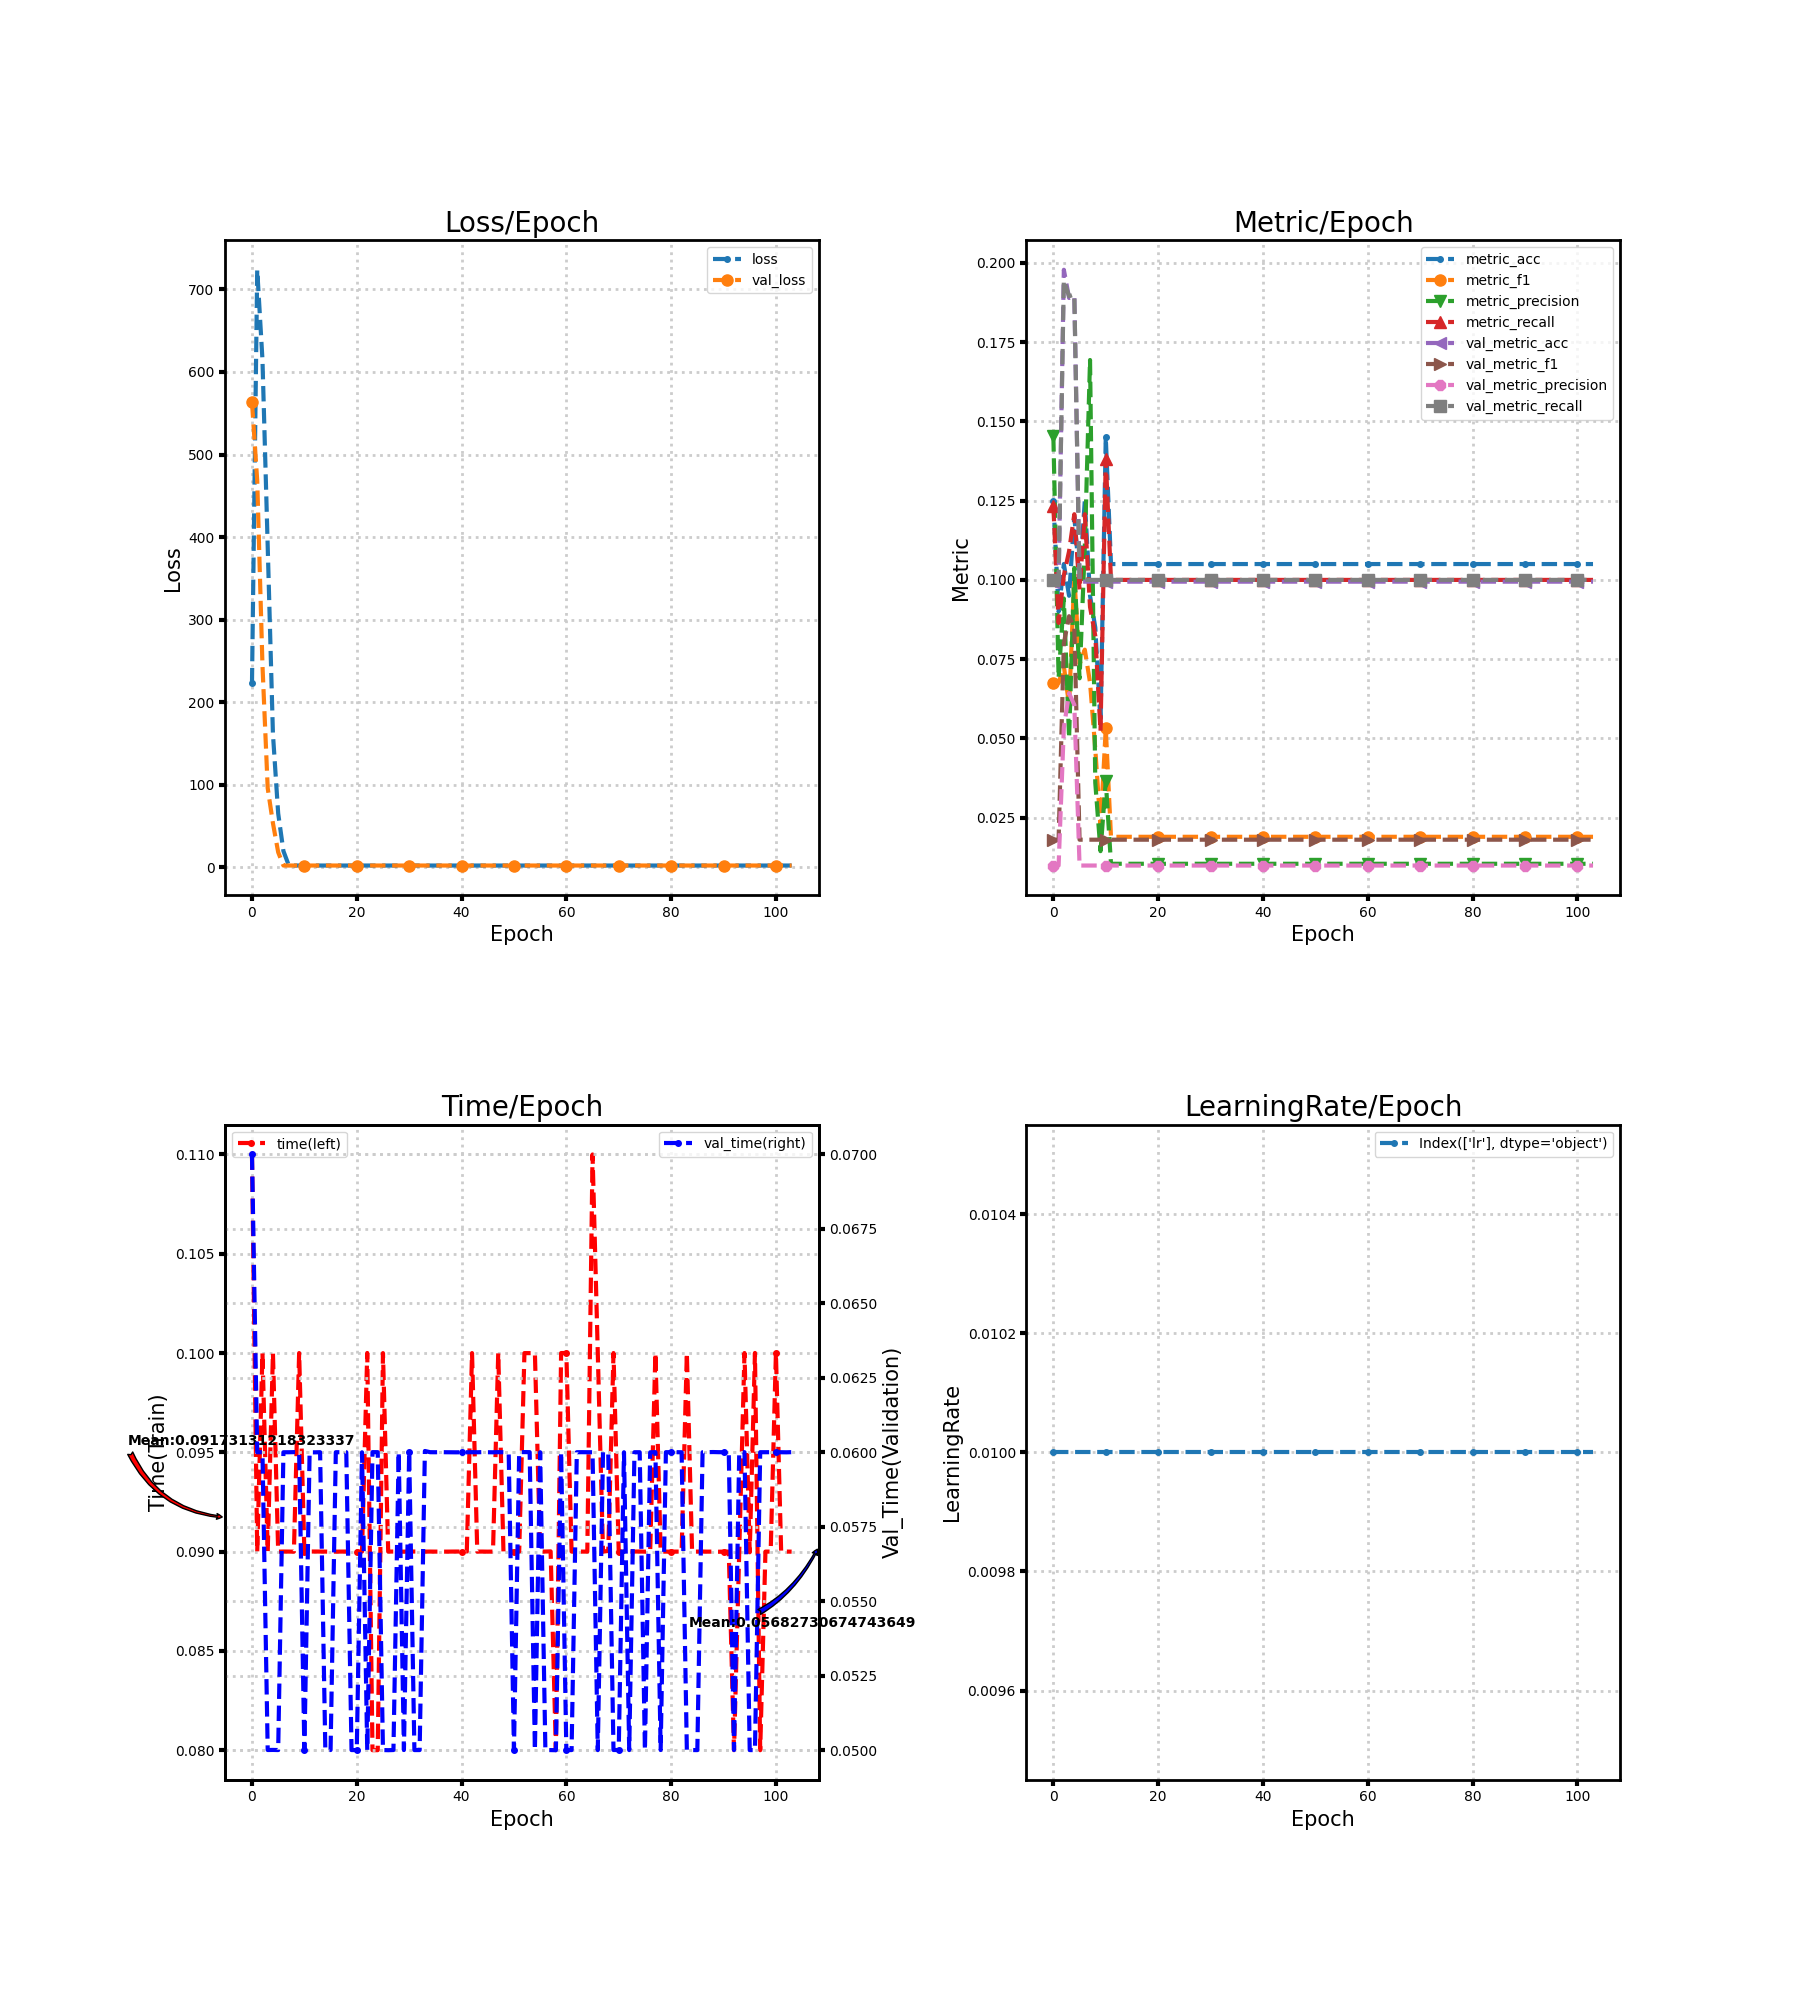 Loss/Epoch
Loss
700
600
500
400
300
200
100
0
0 20 40 60 80 100
Epoch
loss
val_loss
Metric/Epoch
Metric
0.200
0.175
0.150
0.125
0.100
0.075
0.050
0.025
0 20 40 60 80 100
Epoch
metric_acc
metric_f1
metric_precision
metric_recall
val_metric_acc
val_metric_f1
val_metric_precision
val_metric_recall
Time/Epoch
Time(Train)
0.110
0.105
0.100
0.095
0.090
0.085
0.080
time(left)
val_time(right)
Mean:0.09173131218323337
Mean:0.05682730674743649
0.0700
0.0675
0.0650
0.0625
0.0600
0.0575
0.0550
0.0525
0.0500
Val_Time(Validation)
0 20 40 60 80 100
Epoch
LearningRate/Epoch
LearningRate
0.0104
0.0102
0.0100
0.0098
0.0096
Index(['lr'], dtype='object')
0 20 40 60 80 100
Epoch